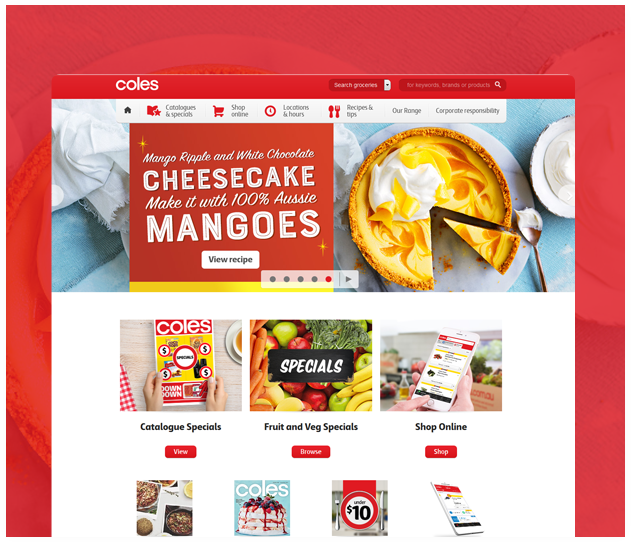 coles
Search groceries
for keywords, brands or products
Catalogues
& specials
Shop
online
Locations
& hours
Recipes &
tips
Our Range
Corporate responsibility
Mango Ripple and White Chocolate
CHEESECAKE
Make it with 100% Aussie
MANGOES
View recipe
coles
$
$
SPECIALS
$
$
DOWN
DOWN
SPECIALS
Catalogue Specials
Fruit and Veg Specials
Shop Online
View
Browse
Shop
coles
under
$10